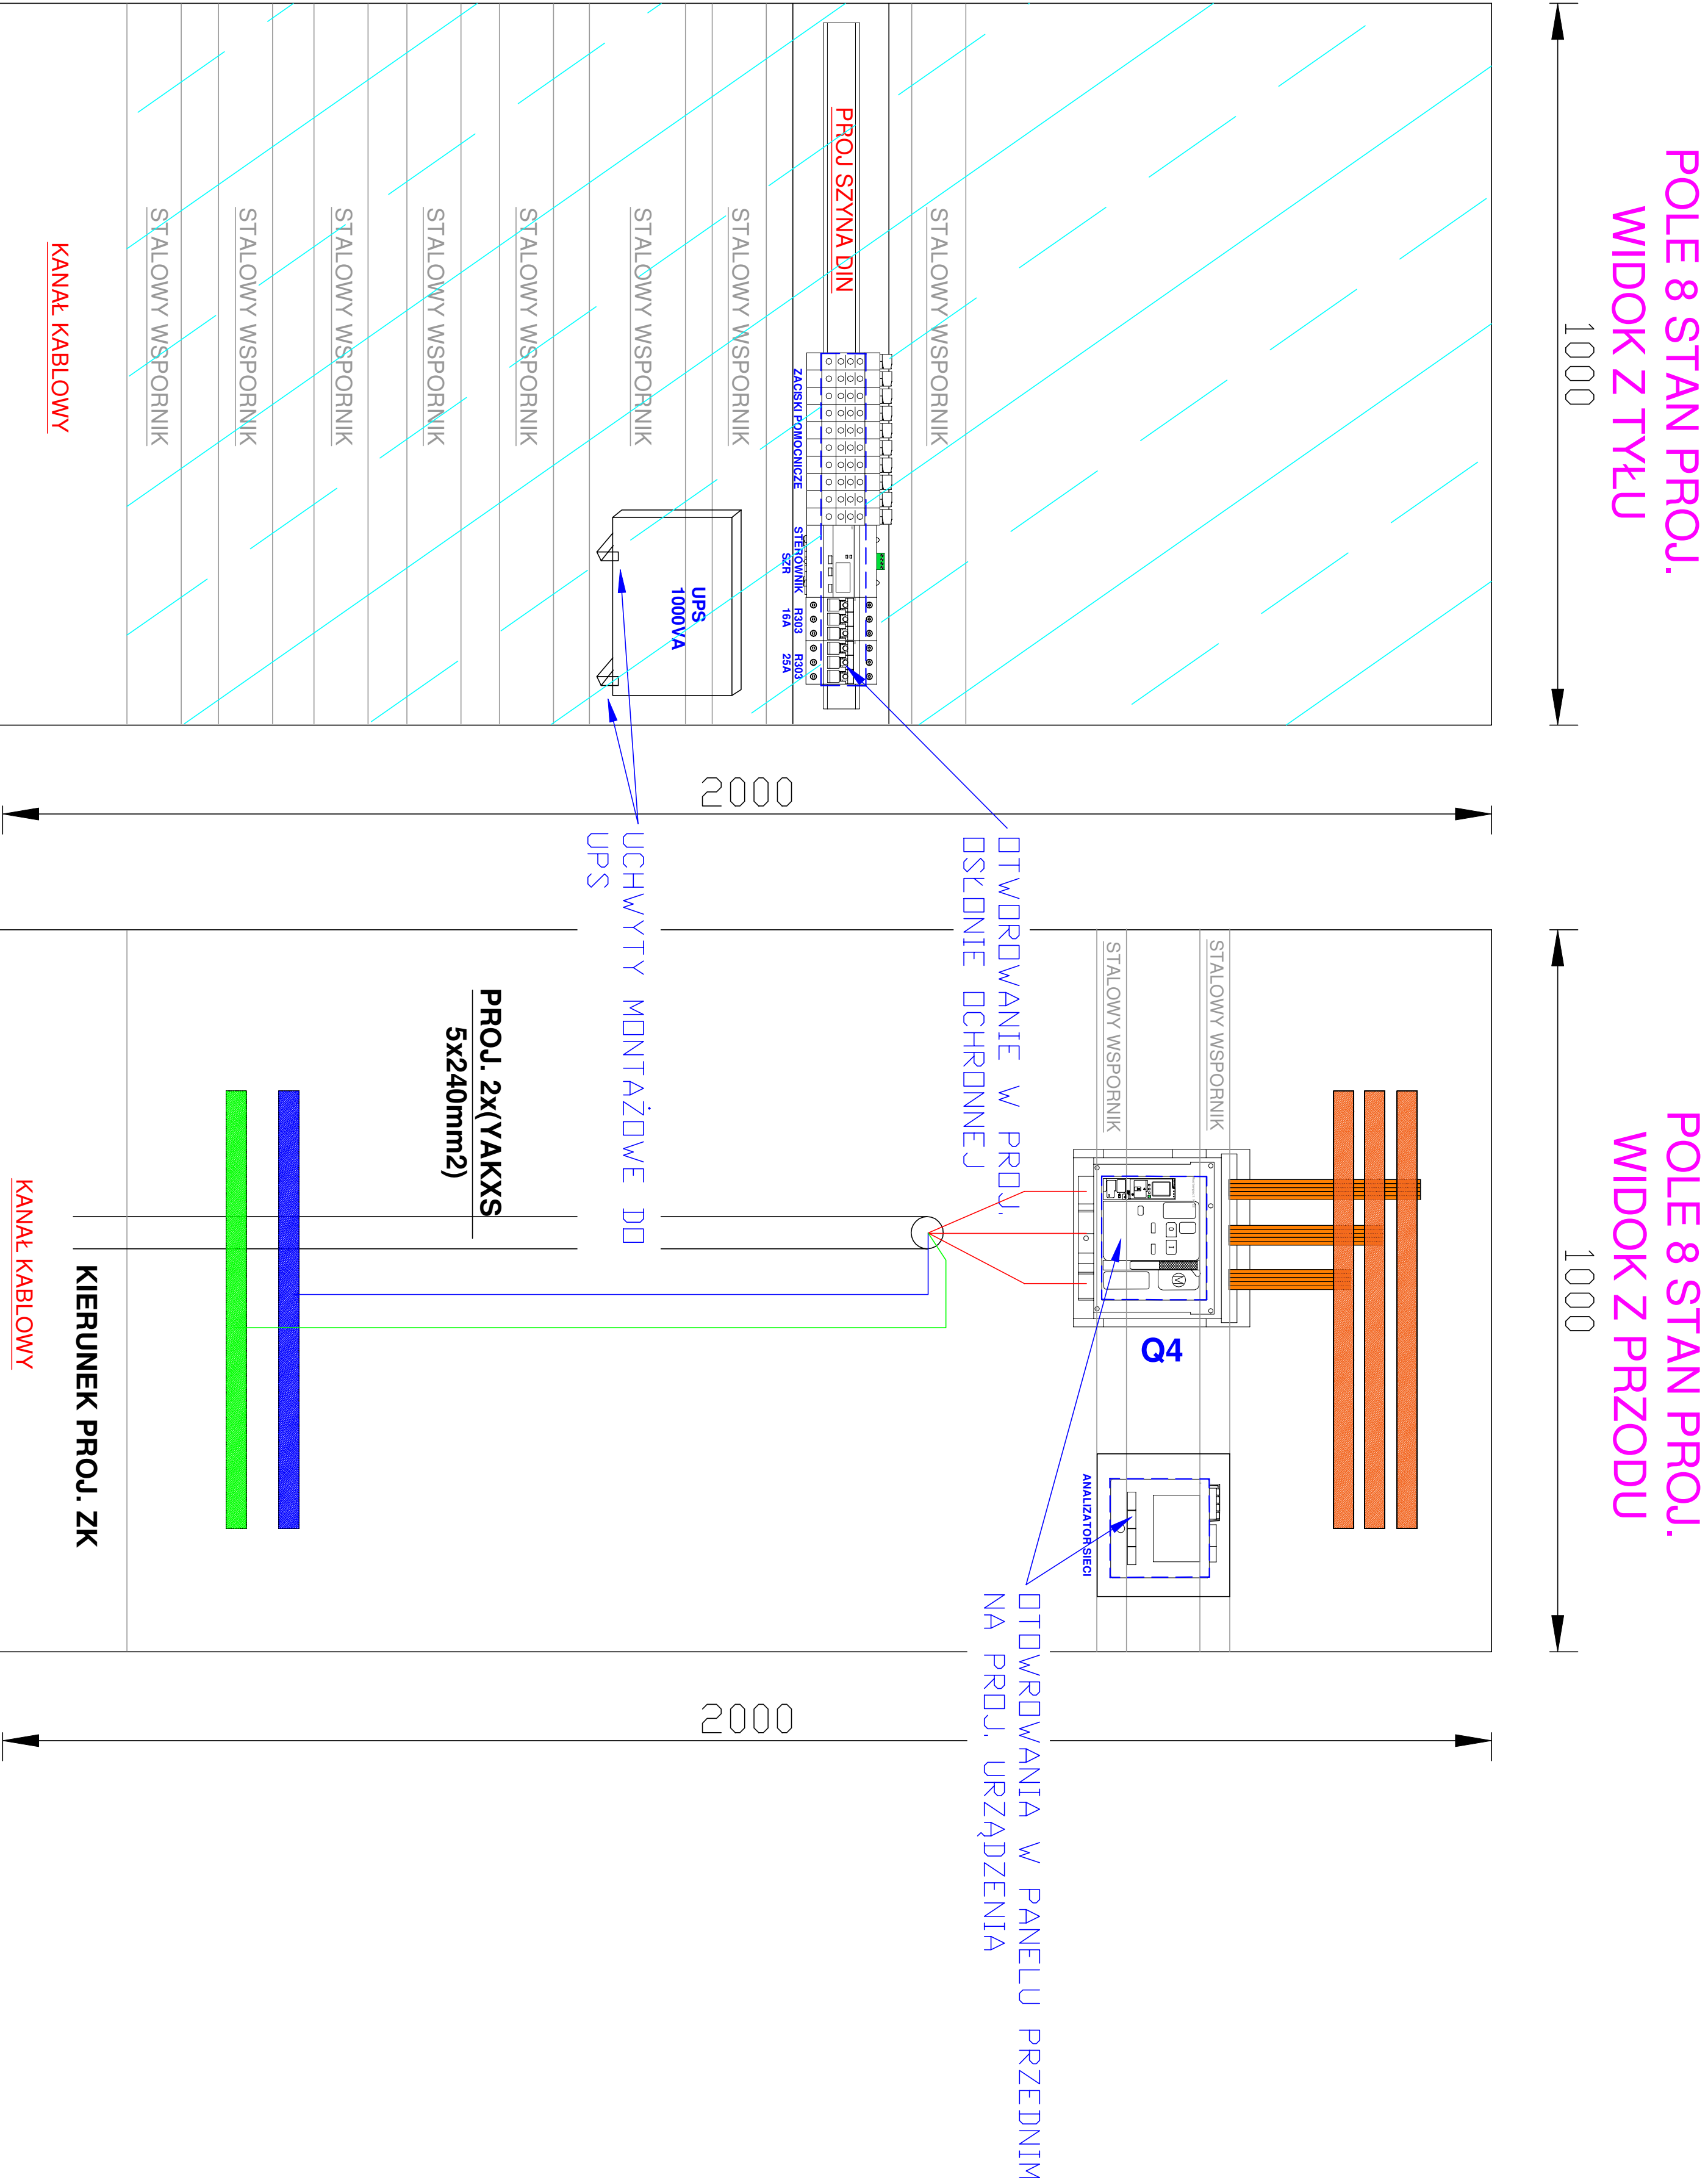 POLE 8 STAN PROJ.
WIDOK Z TYŁU
1000
STALOWY WSPORNIK
PROJ SZYNA DIN
ZACISKI POMOCNICZE
STEROWNIK
SZR
R303
16A
R303
25A
STALOWY WSPORNIK
UPS
1000VA
STALOWY WSPORNIK
STALOWY WSPORNIK
STALOWY WSPORNIK
STALOWY WSPORNIK
STALOWY WSPORNIK
STALOWY WSPORNIK
KANAŁ KABLOWY
2000
OTWOROWANIE W PROJ.
OSŁONIE OCHRONNEJ
UCHWYTY MONTAŻOWE DO
UPS
POLE 8 STAN PROJ.
WIDOK Z PRZODU
1000
STALOWY WSPORNIK
STALOWY WSPORNIK
M
Q4
ANALIZATOR SIECI
PROJ. 2x(YAKXS
5x240mm2)
KIERUNEK PROJ. ZK
KANAŁ KABLOWY
2000
OTOWROWANIA W PANELU PRZEDNIM
NA PROJ. URZĄDZENIA